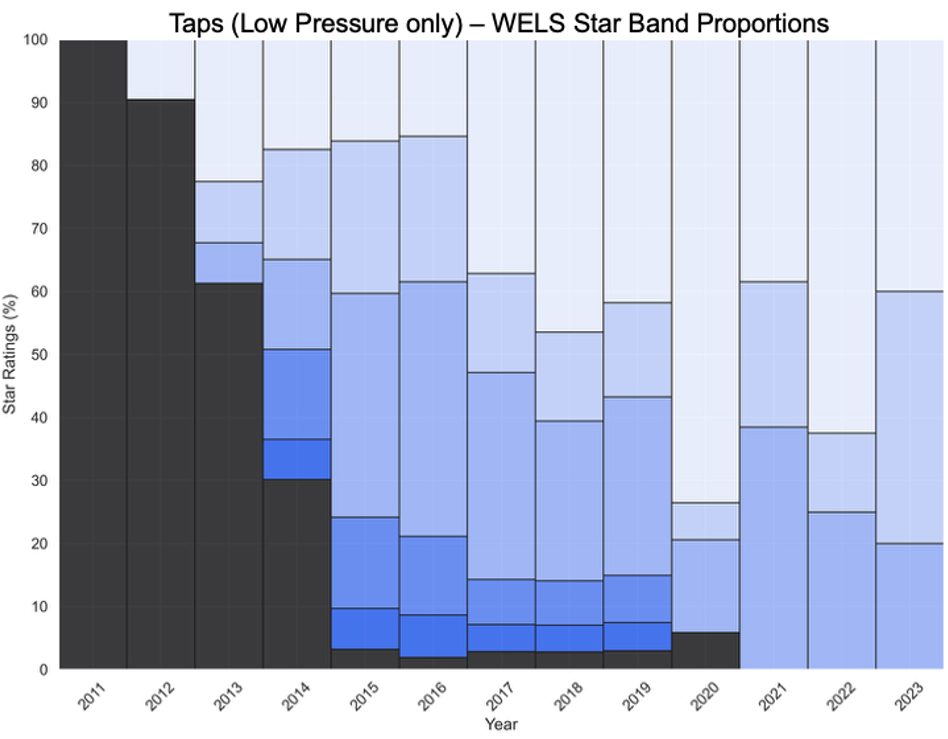 Taps (Low Pressure only) – WELS Star Band Proportions
100
90
80
70
60
50
40
30
20
10
0
Star Ratings (%)
2011 2012 2013 2014 2015 2016 2017 2018 2019 2020 2021 2022 2023
Year